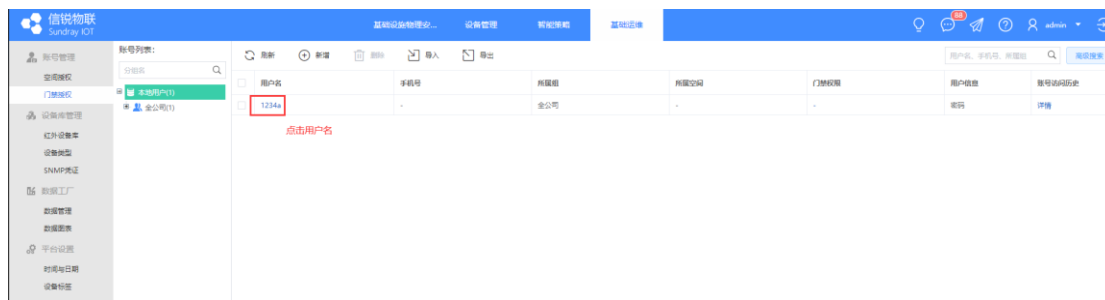 信锐物联
Sundray IOT
基础设施物理安...
设备管理
智能策略
基础运维
88
admin
账号管理
空间授权
门禁授权
设备库管理
红外设备库
设备类型
SNMP凭证
数据工厂
数据管理
数据图表
平台设置
时间与日期
设备标签
账号列表:
分组名
本地用户(1)
全公司(1)
刷新
新增
删除
导入
导出
用户名、手机号、所属组
高级搜索
用户名 手机号 所属组 所属空间 门禁权限 用户信息 账号访问历史
1234a - 全公司 - - 密码 详情
点击用户名